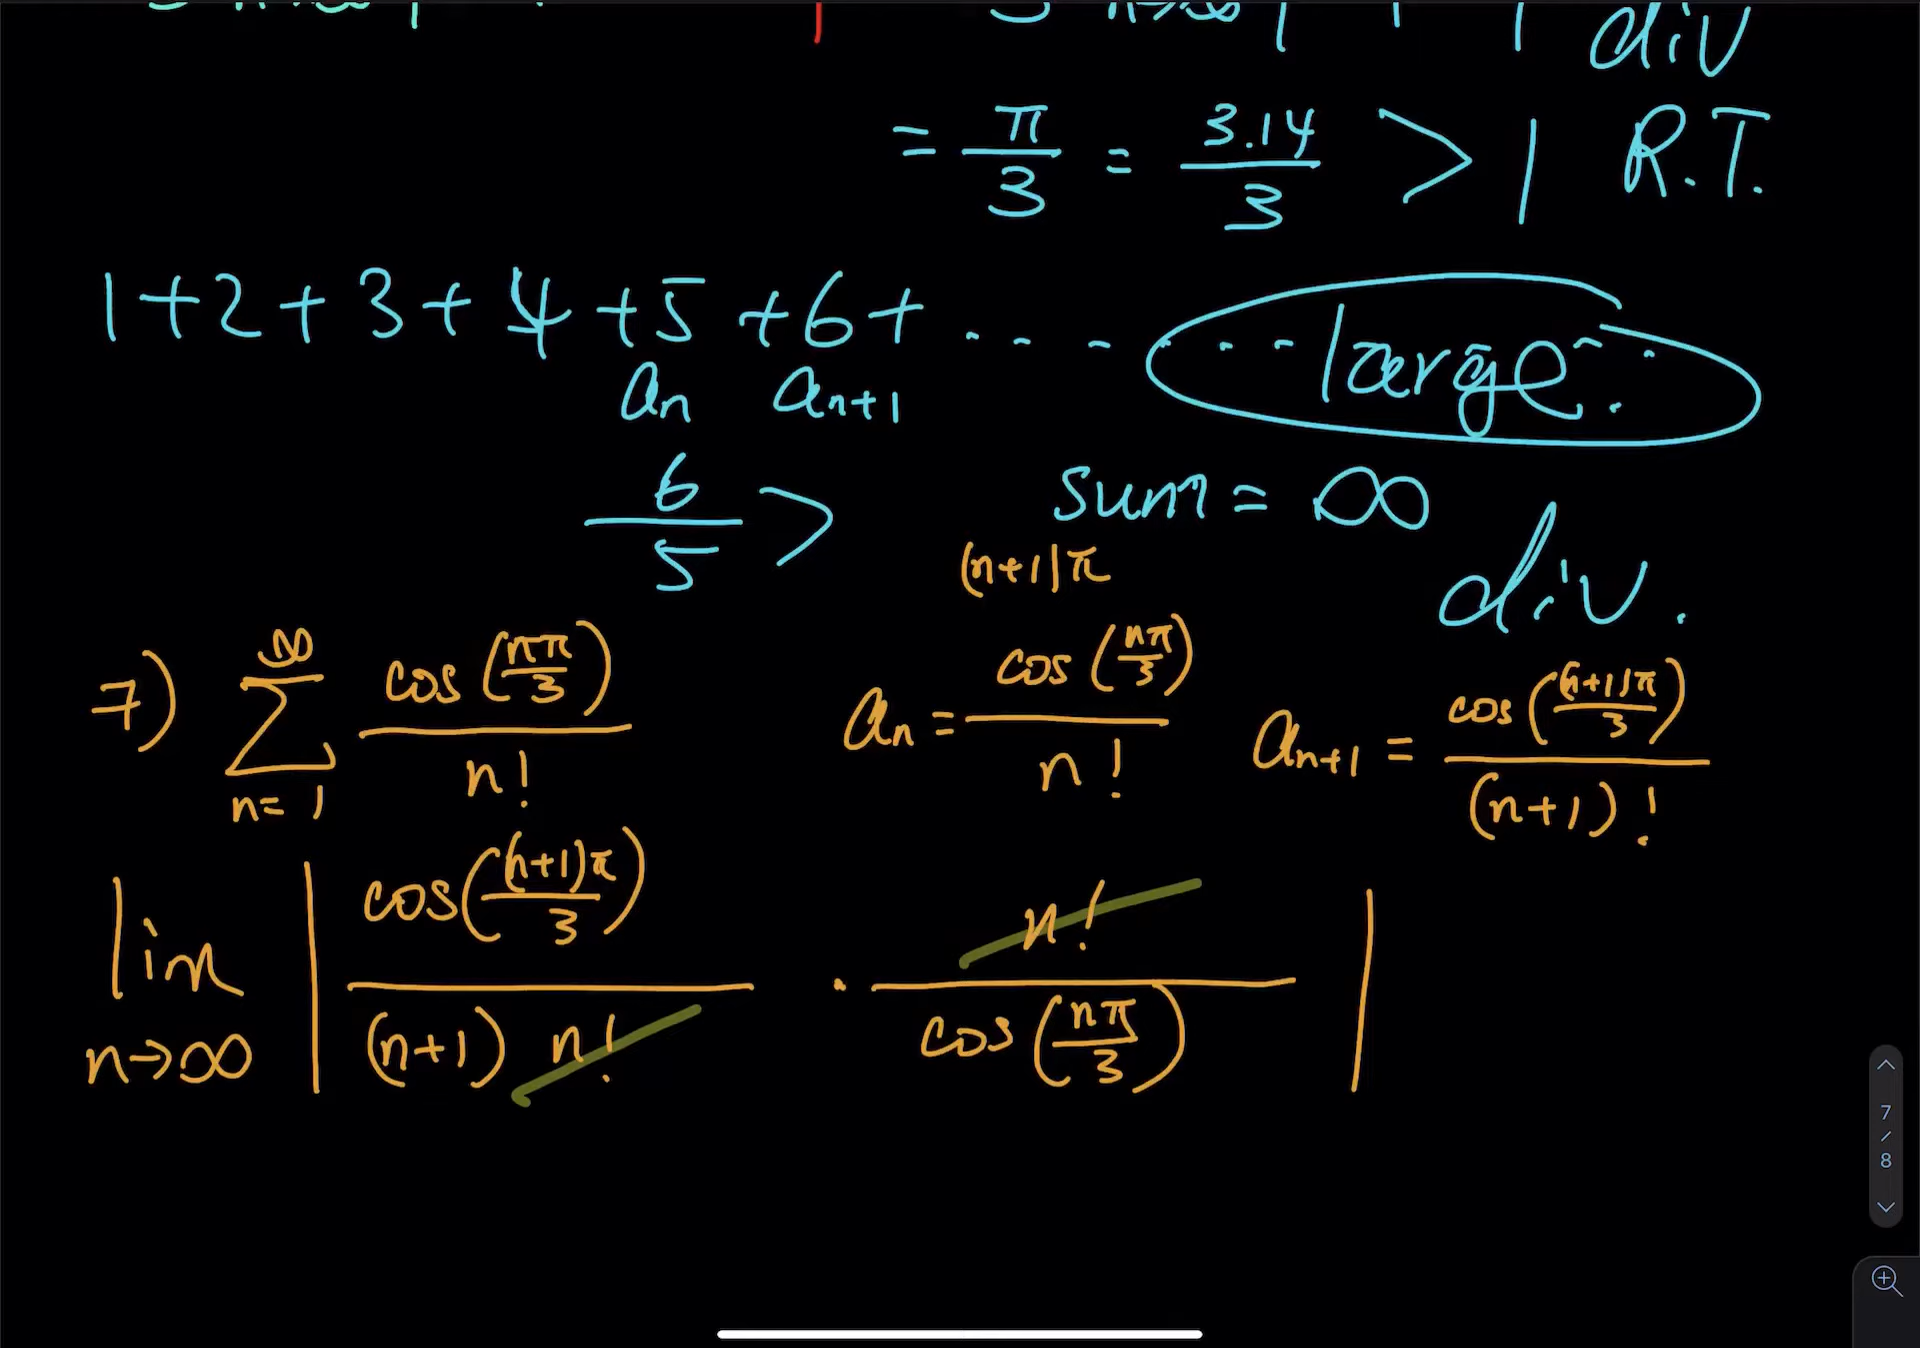 div
= π/3 = 3.14/3 > 1 R.T.
1+2+3+4+5+6+ . . . . . . large . .
an an+1
6/5 > sum = ∞
(n+1)π
div.
7) ∞ Σ n=1 cos(nπ/3)/n! an = cos(nπ/3)/n! an+1 = cos((n+1)π/3)/(n+1)!
lim n→∞ | cos((n+1)π/3)/(n+1) n! · n!/cos(nπ/3) |
7
/
8